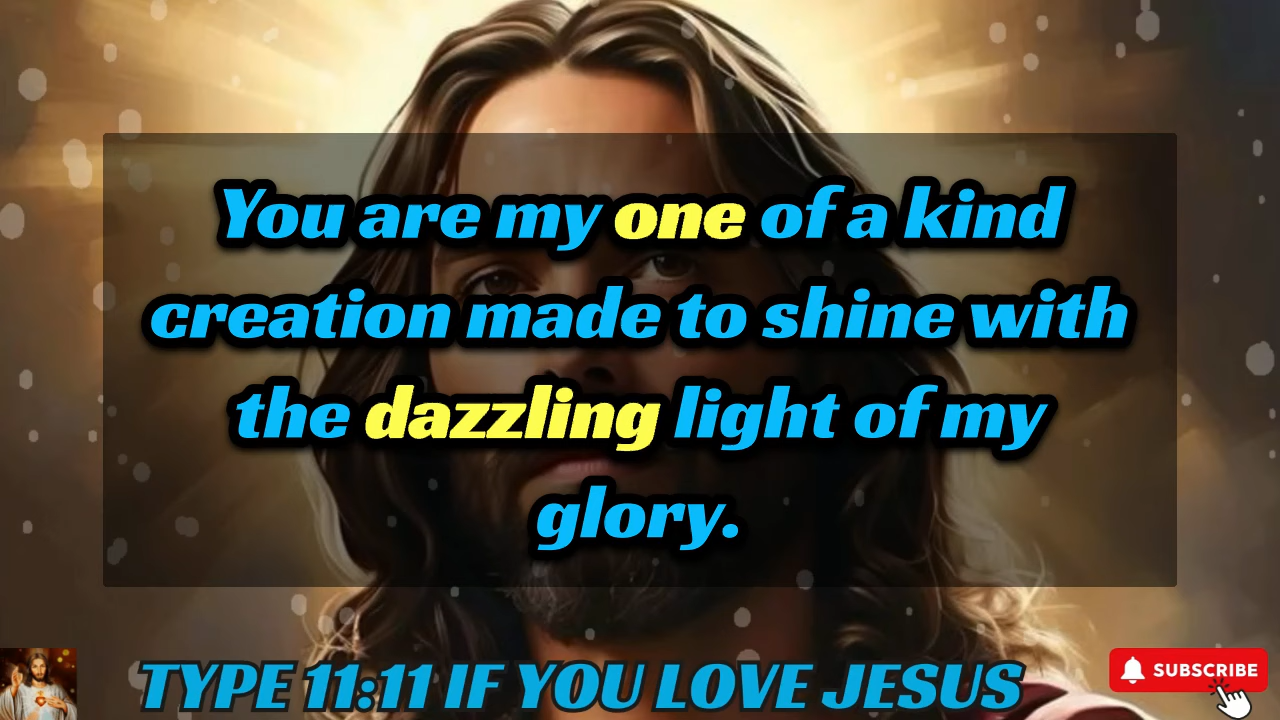 You are my one of a kind
creation made to shine with
the dazzling light of my
glory.
TYPE 11:11 IF YOU LOVE JESUS
SUBSCRIBE